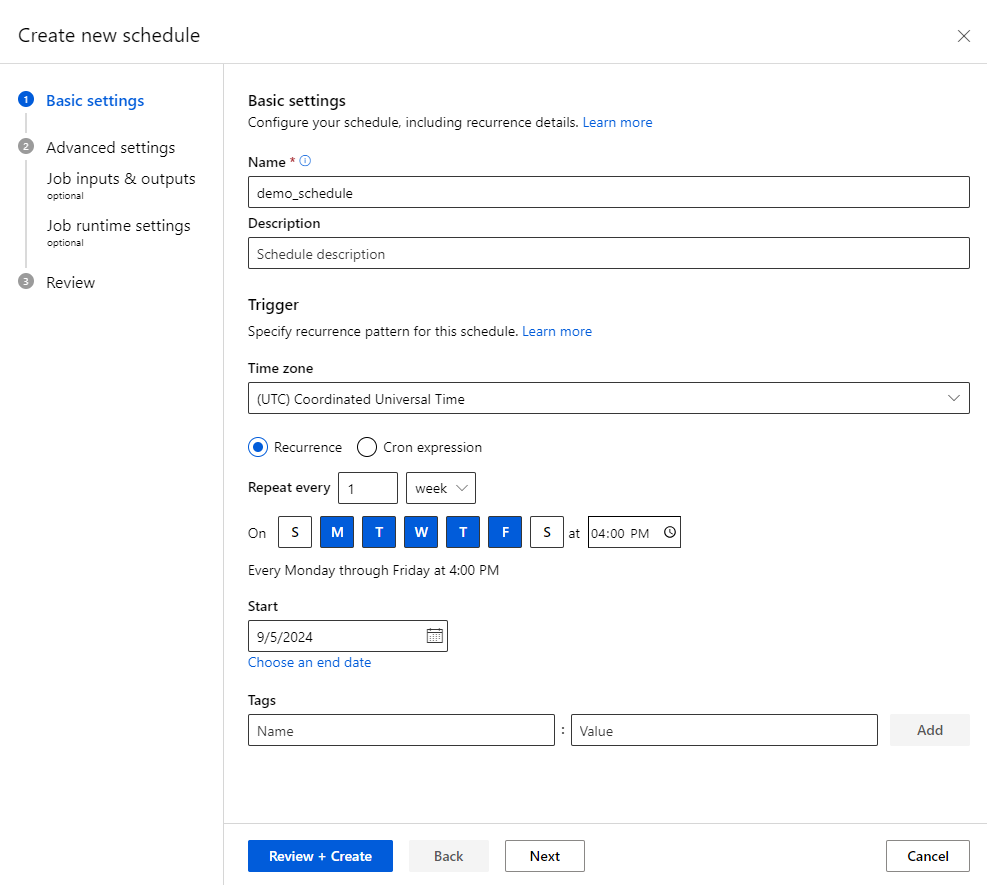 Create new schedule
1 Basic settings
2 Advanced settings
Job inputs & outputs
optional
Job runtime settings
optional
3 Review
Basic settings
Configure your schedule, including recurrence details. Learn more
Name *
demo_schedule
Description
Schedule description
Trigger
Specify recurrence pattern for this schedule. Learn more
Time zone
(UTC) Coordinated Universal Time
Recurrence Cron expression
Repeat every 1 week
On S M T W T F S at 04:00 PM
Every Monday through Friday at 4:00 PM
Start
9/5/2024
Choose an end date
Tags
Name : Value Add
Review + Create Back Next Cancel